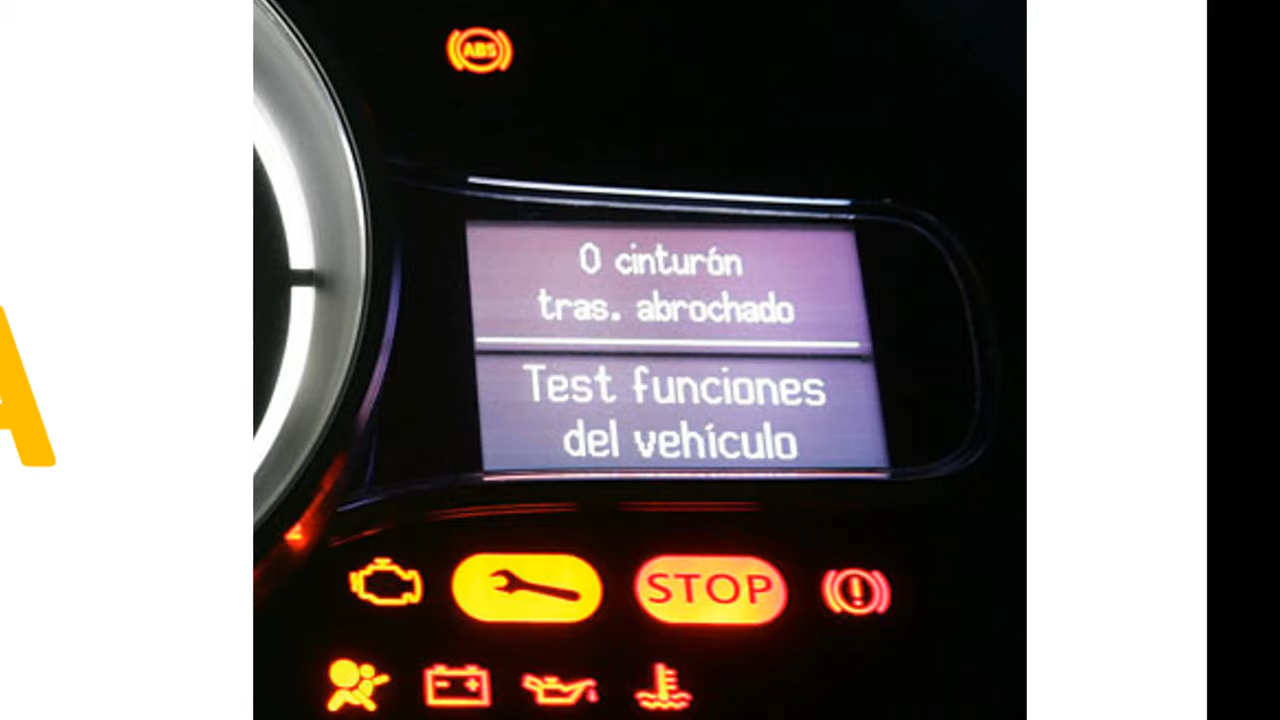 ABS
0 cinturón
tras. abrochado
Test funciones
del vehículo
STOP
A